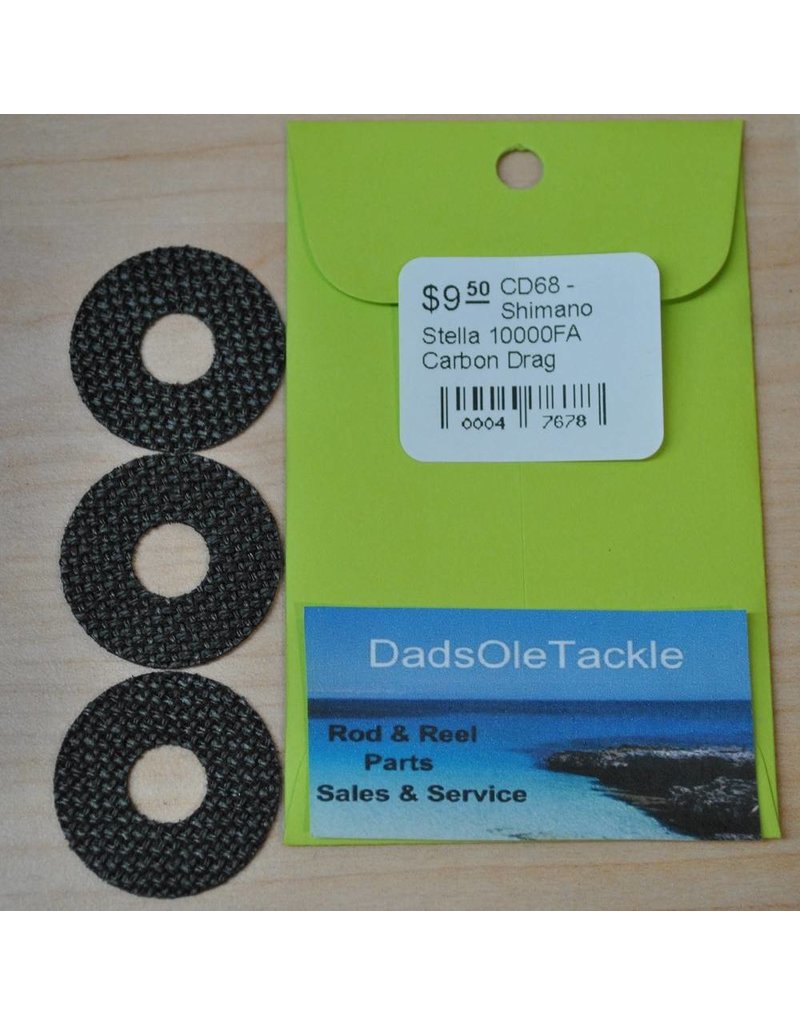 $9 50 CD68 -
Shimano
Stella 10000FA
Carbon Drag
0004 7678
DadsOleTackle
Rod & Reel
Parts
Sales & Service